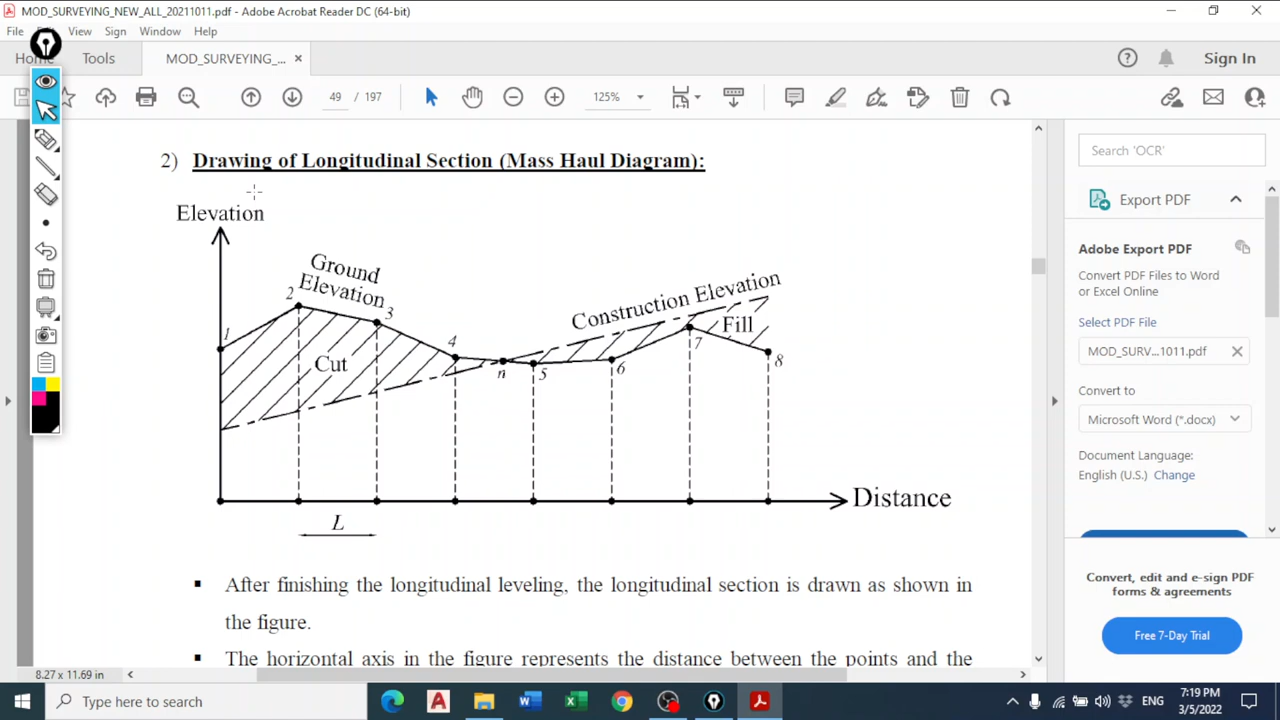 MOD_SURVEYING_NEW_ALL_20211011.pdf - Adobe Acrobat Reader DC (64-bit)
File View Sign Window Help
Tools
MOD_SURVEYING_... ×
Sign In
49 / 197
125%
2) Drawing of Longitudinal Section (Mass Haul Diagram):
Elevation
Ground
Elevation
Construction Elevation
1
2
3
4
n
5
6
7
8
Cut
Fill
Distance
L
▪ After finishing the longitudinal leveling, the longitudinal section is drawn as shown in
the figure.
▪ The horizontal axis in the figure represents the distance between the points and the
8.27 x 11.69 in
Search 'OCR'
Export PDF
Adobe Export PDF
Convert PDF Files to Word
or Excel Online
Select PDF File
MOD_SURV...1011.pdf
Convert to
Microsoft Word (*.docx)
Document Language:
English (U.S.) Change
Convert, edit and e-sign PDF
forms & agreements
Free 7-Day Trial
Type here to search
ENG
7:19 PM
3/5/2022